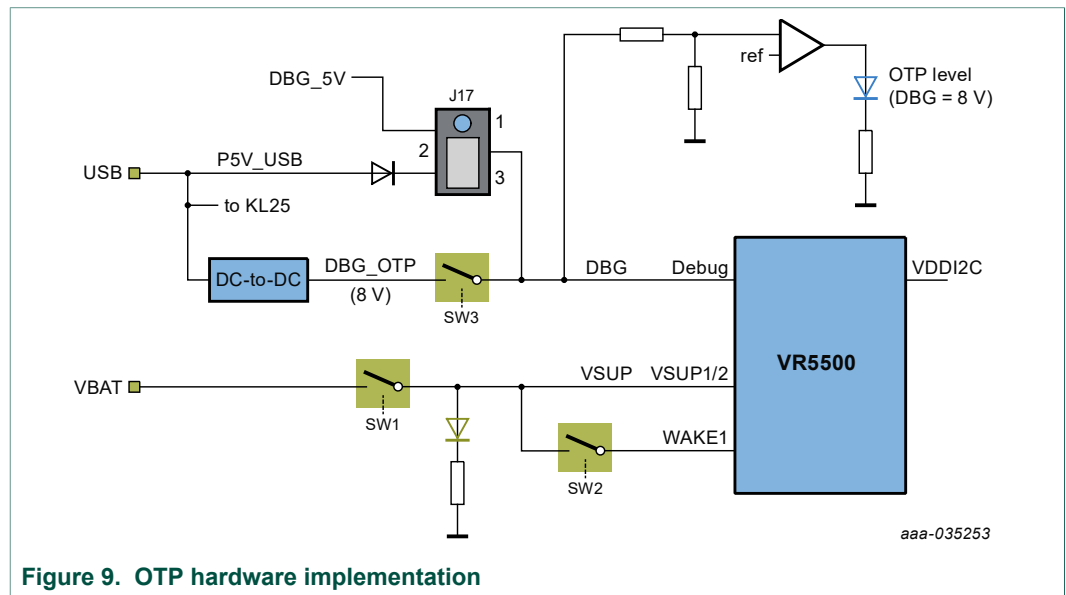 ref
OTP level
(DBG = 8 V)
DBG_5V
J17
1
2
3
USB
P5V_USB
to KL25
DC-to-DC
DBG_OTP
(8 V)
SW3
DBG
Debug
VDDI2C
VR5500
VBAT
SW1
VSUP
VSUP1/2
SW2
WAKE1
aaa-035253
Figure 9. OTP hardware implementation